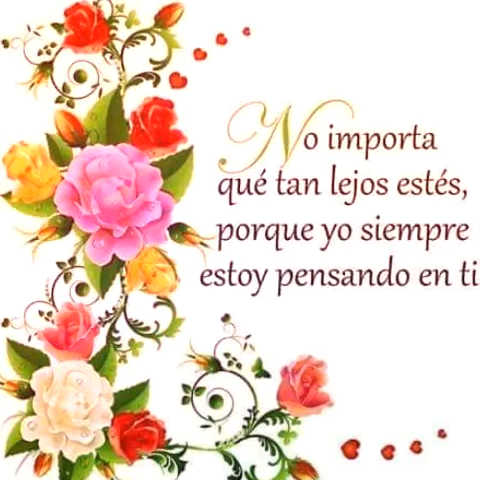 No importa
qué tan lejos estés,
porque yo siempre
estoy pensando en ti